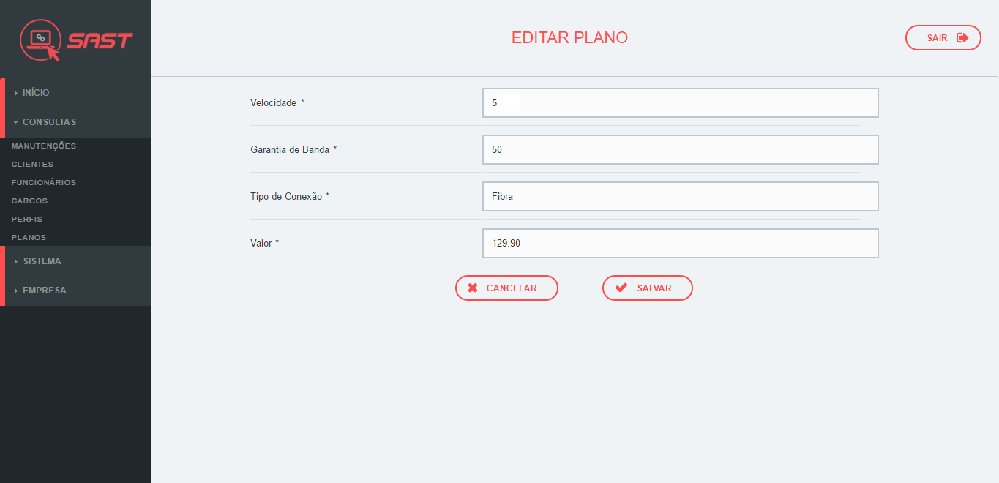 SAST
EDITAR PLANO
SAIR
INÍCIO
CONSULTAS
MANUTENÇÕES
CLIENTES
FUNCIONÁRIOS
CARGOS
PERFIS
PLANOS
SISTEMA
EMPRESA
Velocidade * 5
Garantia de Banda * 50
Tipo de Conexão * Fibra
Valor * 129.90
CANCELAR SALVAR